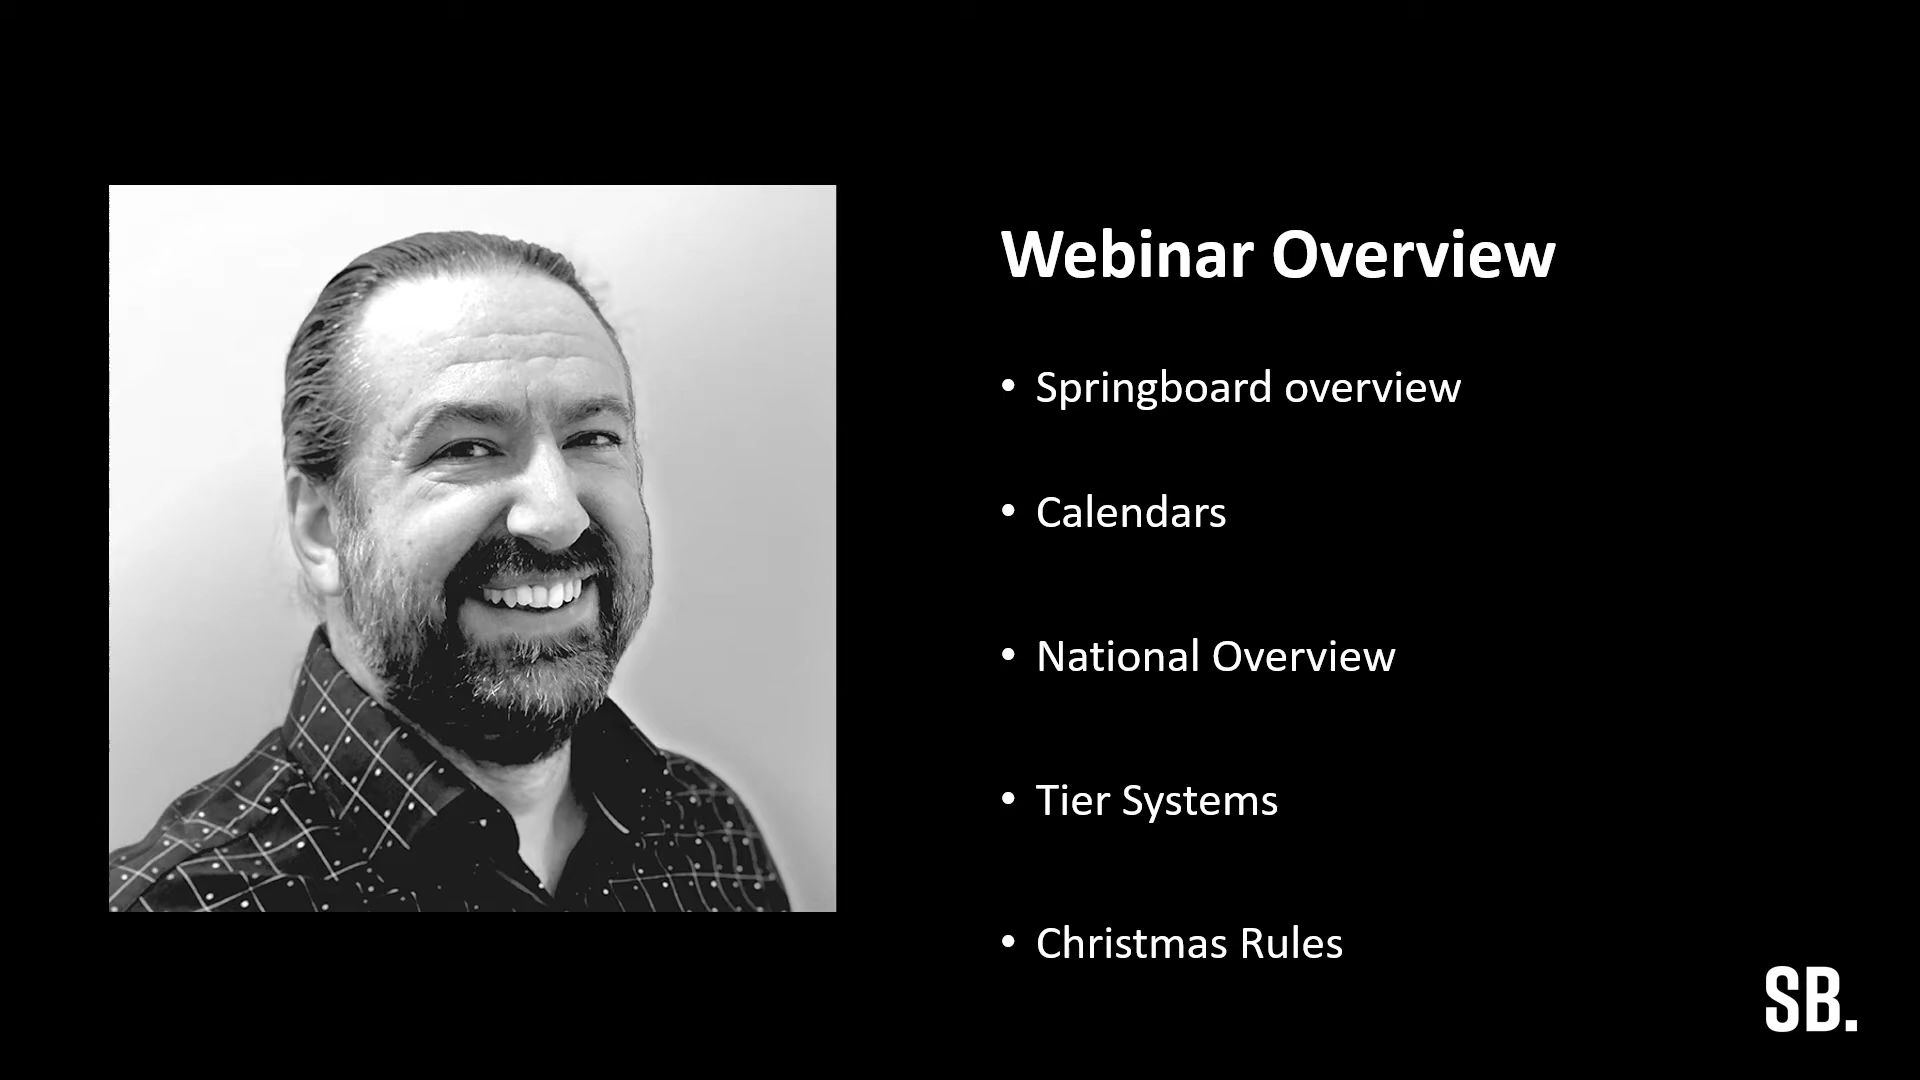 Webinar Overview
• Springboard overview
• Calendars
• National Overview
• Tier Systems
• Christmas Rules
SB.